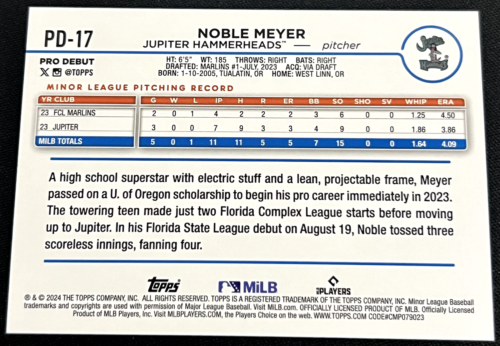 PD-17
NOBLE MEYER
JUPITER HAMMERHEADS™ — pitcher
PRO DEBUT
@TOPPS
HT: 6'5" WT: 185 THROWS: RIGHT BATS: RIGHT
DRAFTED: MARLINS #1-JULY, 2023 ACQ: VIA DRAFT
BORN: 1-10-2005, TUALATIN, OR HOME: WEST LINN, OR
MINOR LEAGUE PITCHING RECORD
YR CLUB G W L IP H R ER BB SO SHO SV WHIP ERA
23 FCL MARLINS 2 0 1 4 2 2 2 3 6 0 0 1.25 4.50
23 JUPITER 3 0 0 7 9 3 3 4 9 0 0 1.86 3.86
MiLB TOTALS 5 0 1 11 11 5 5 7 15 0 0 1.64 4.09
A high school superstar with electric stuff and a lean, projectable frame, Meyer
passed on a U. of Oregon scholarship to begin his pro career immediately in 2023.
The towering teen made just two Florida Complex League starts before moving
up to Jupiter. In his Florida State League debut on August 19, Noble tossed three
scoreless innings, fanning four.
Topps MiLB PLAYERS
® & © 2024 THE TOPPS COMPANY, INC. ALL RIGHTS RESERVED. TOPPS IS A REGISTERED TRADEMARK OF THE TOPPS COMPANY, INC. Minor League Baseball
trademarks and copyrights are used with permission of Major League Baseball. Visit MiLB.com. OFFICIALLY LICENSED PRODUCT OF MLB. Officially Licensed
Product of MLB Players, Inc. Visit MLBPLAYERS.com, the Players Choice on the web. WWW.TOPPS.COM CODE#CMP079023